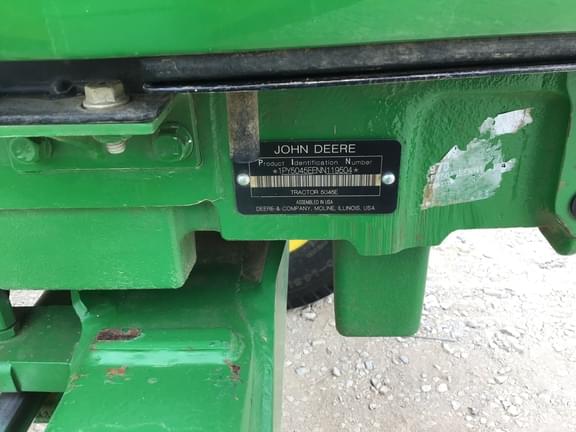 JOHN DEERE
Product Identification Number
*1PY5045EENN119504*
TRACTOR 5045E
ASSEMBLED IN USA
DEERE & COMPANY, MOLINE, ILLINOIS, USA